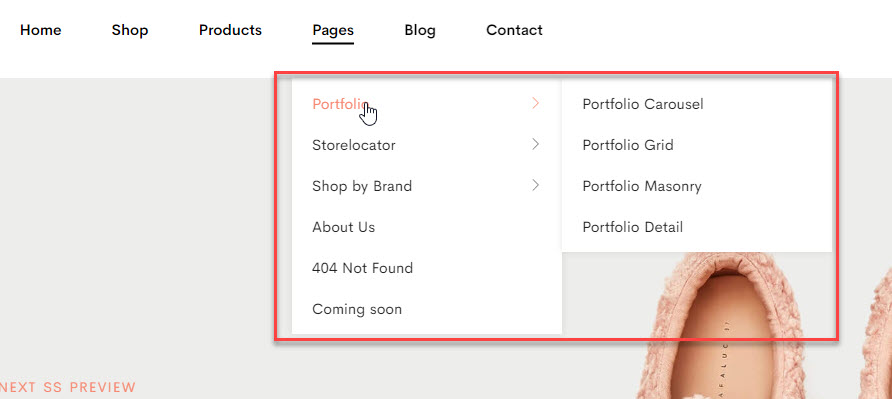 Home Shop Products Pages Blog Contact
Portfolio
Storelocator
Shop by Brand
About Us
404 Not Found
Coming soon
Portfolio Carousel
Portfolio Grid
Portfolio Masonry
Portfolio Detail
NEXT SS PREVIEW